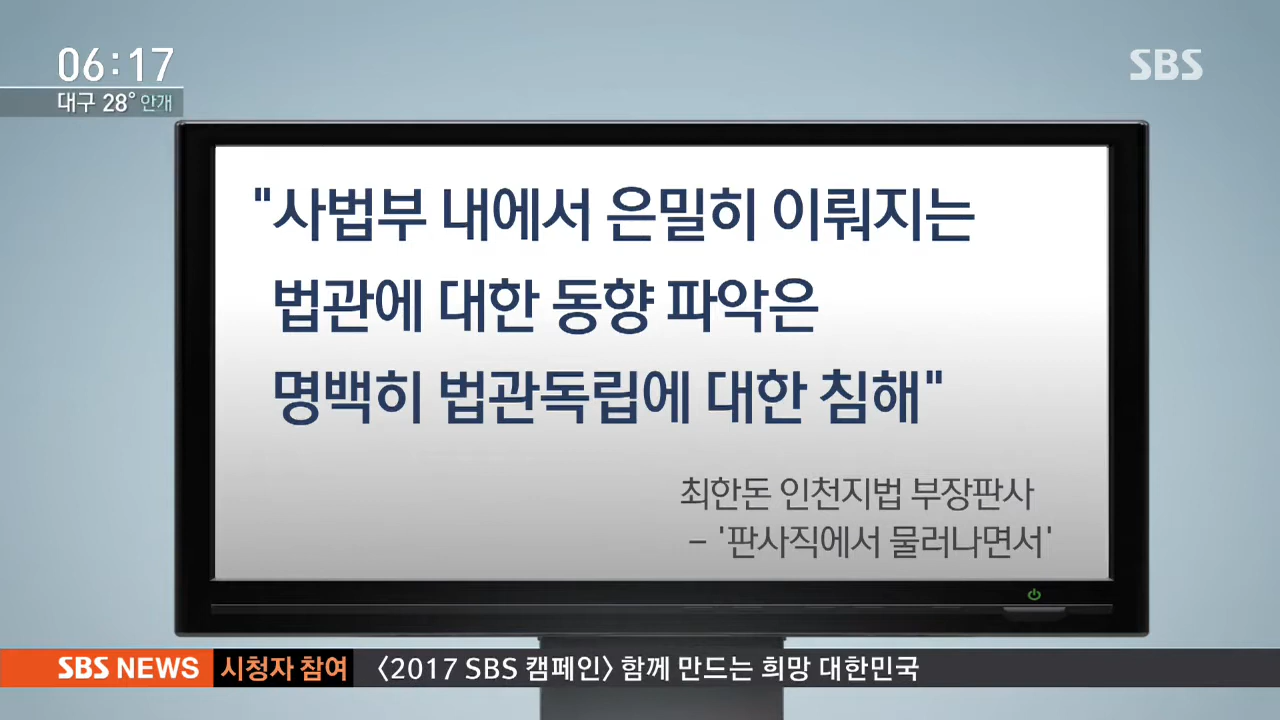 06:17
SBS
대구 28° 안개
"사법부 내에서 은밀히 이뤄지는
법관에 대한 동향 파악은
명백히 법관독립에 대한 침해"
최한돈 인천지법 부장판사
- '판사직에서 물러나면서'
SBS NEWS 시청자 참여 〈2017 SBS 캠페인〉 함께 만드는 희망 대한민국